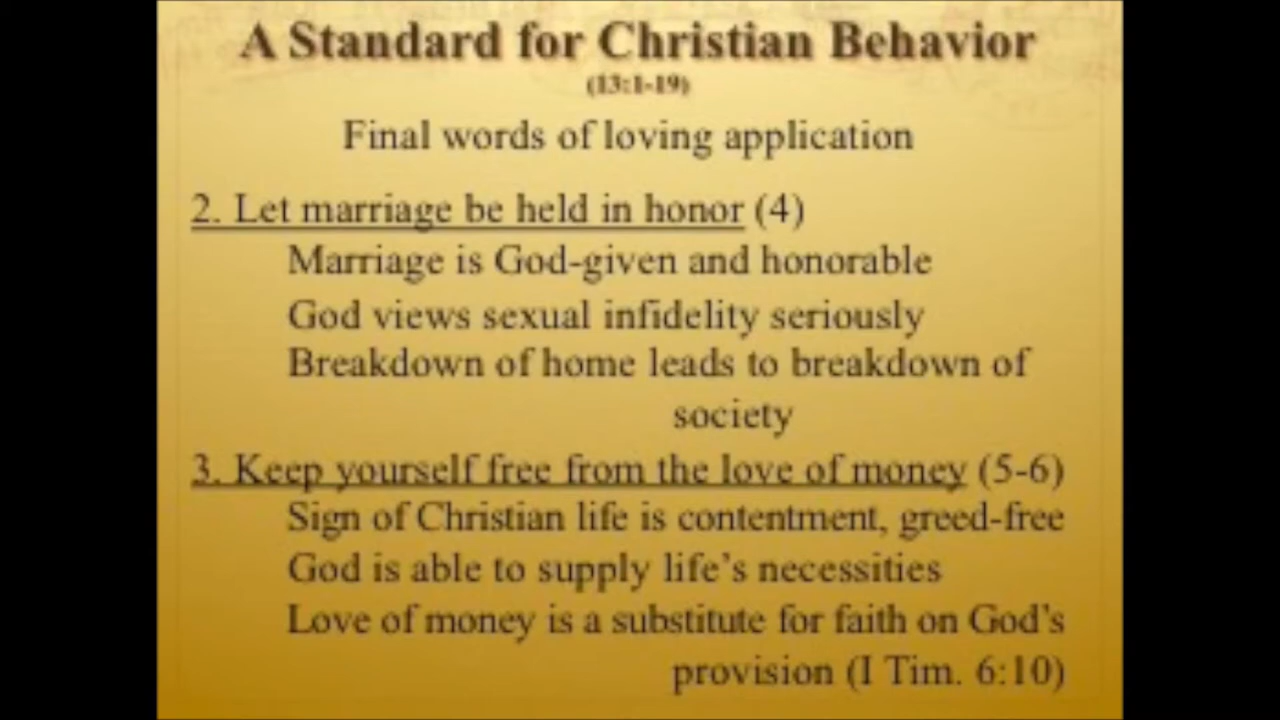 A Standard for Christian Behavior
(13:1-19)
Final words of loving application
2. Let marriage be held in honor (4)
Marriage is God-given and honorable
God views sexual infidelity seriously
Breakdown of home leads to breakdown of
society
3. Keep yourself free from the love of money (5-6)
Sign of Christian life is contentment, greed-free
God is able to supply life's necessities
Love of money is a substitute for faith on God's
provision (I Tim. 6:10)